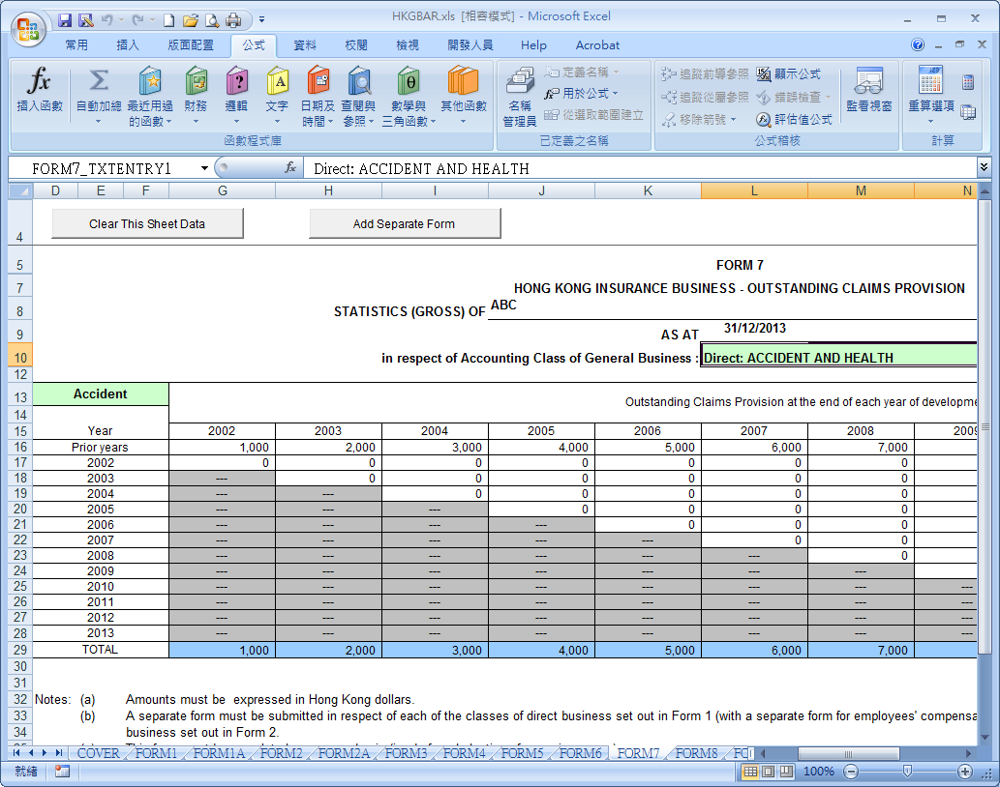 HKGBAR.xls [相容模式] - Microsoft Excel
常用 插入 版面配置 公式 資料 校閱 檢視 開發人員 Help Acrobat
fx Σ ? A θ
插入函數 自動加總 最近用過的函數 財務 邏輯 文字 日期及時間 查閱與參照 數學與三角函數 其他函數
函數程式庫
名稱管理員 定義名稱 用於公式 從選取範圍建立
已定義之名稱
追蹤前導參照 追蹤從屬參照 移除箭號 顯示公式 錯誤檢查 評估值公式 監看視窗
公式稽核
重算選項
計算
FORM7_TXTENTRY1 fx Direct: ACCIDENT AND HEALTH
D E F G H I J K L M N
4 Clear This Sheet Data Add Separate Form
5 FORM 7
7 HONG KONG INSURANCE BUSINESS - OUTSTANDING CLAIMS PROVISION
8 STATISTICS (GROSS) OF ABC
9 AS AT 31/12/2013
10 in respect of Accounting Class of General Business : Direct: ACCIDENT AND HEALTH
12
13 Accident Outstanding Claims Provision at the end of each year of developme
14
15 Year 2002 2003 2004 2005 2006 2007 2008 2009
16 Prior years 1,000 2,000 3,000 4,000 5,000 6,000 7,000
17 2002 0 0 0 0 0 0 0
18 2003 --- 0 0 0 0 0 0
19 2004 --- --- 0 0 0 0 0
20 2005 --- --- --- 0 0 0 0
21 2006 --- --- --- --- 0 0 0
22 2007 --- --- --- --- --- 0 0
23 2008 --- --- --- --- --- --- 0
24 2009 --- --- --- --- --- --- ---
25 2010 --- --- --- --- --- --- --- ---
26 2011 --- --- --- --- --- --- --- ---
27 2012 --- --- --- --- --- --- --- ---
28 2013 --- --- --- --- --- --- --- ---
29 TOTAL 1,000 2,000 3,000 4,000 5,000 6,000 7,000
30
31
32 Notes: (a) Amounts must be expressed in Hong Kong dollars.
33 (b) A separate form must be submitted in respect of each of the classes of direct business set out in Form 1 (with a separate form for employees' compensa
34 business set out in Form 2.
COVER FORM1 FORM1A FORM2 FORM2A FORM3 FORM4 FORM5 FORM6 FORM7 FORM8 FO
就緒 100%